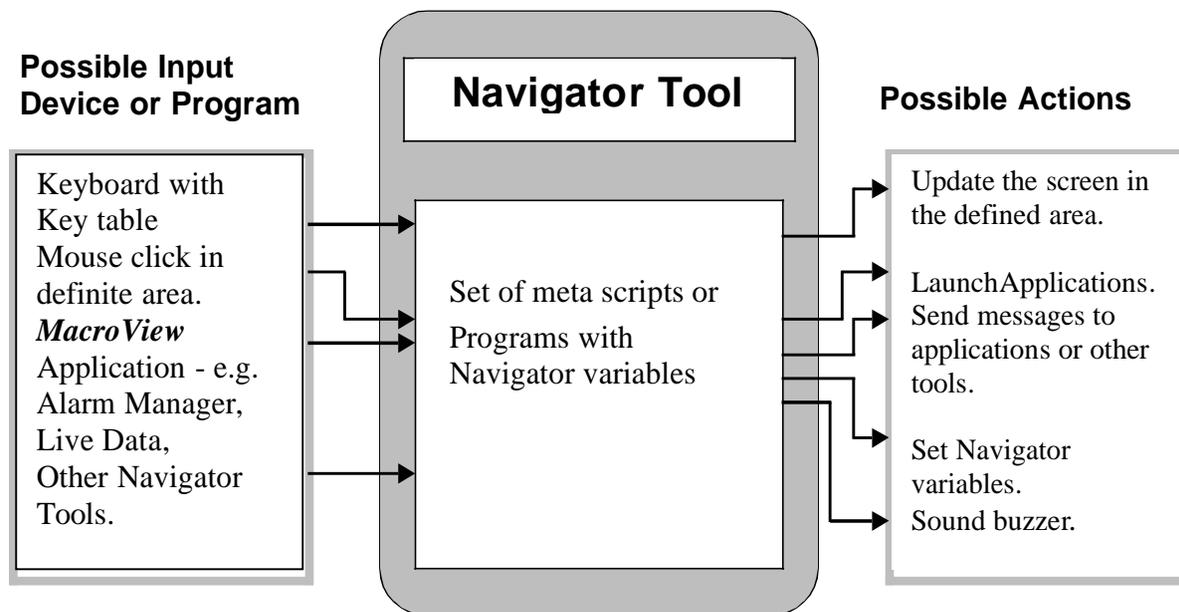 Possible Input
Device or Program
Keyboard with
Key table
Mouse click in
definite area.
MacroView
Application - e.g.
Alarm Manager,
Live Data,
Other Navigator
Tools.
Navigator Tool
Set of meta scripts or
Programs with
Navigator variables
Possible Actions
Update the screen in
the defined area.
LaunchApplications.
Send messages to
applications or other
tools.
Set Navigator
variables.
Sound buzzer.